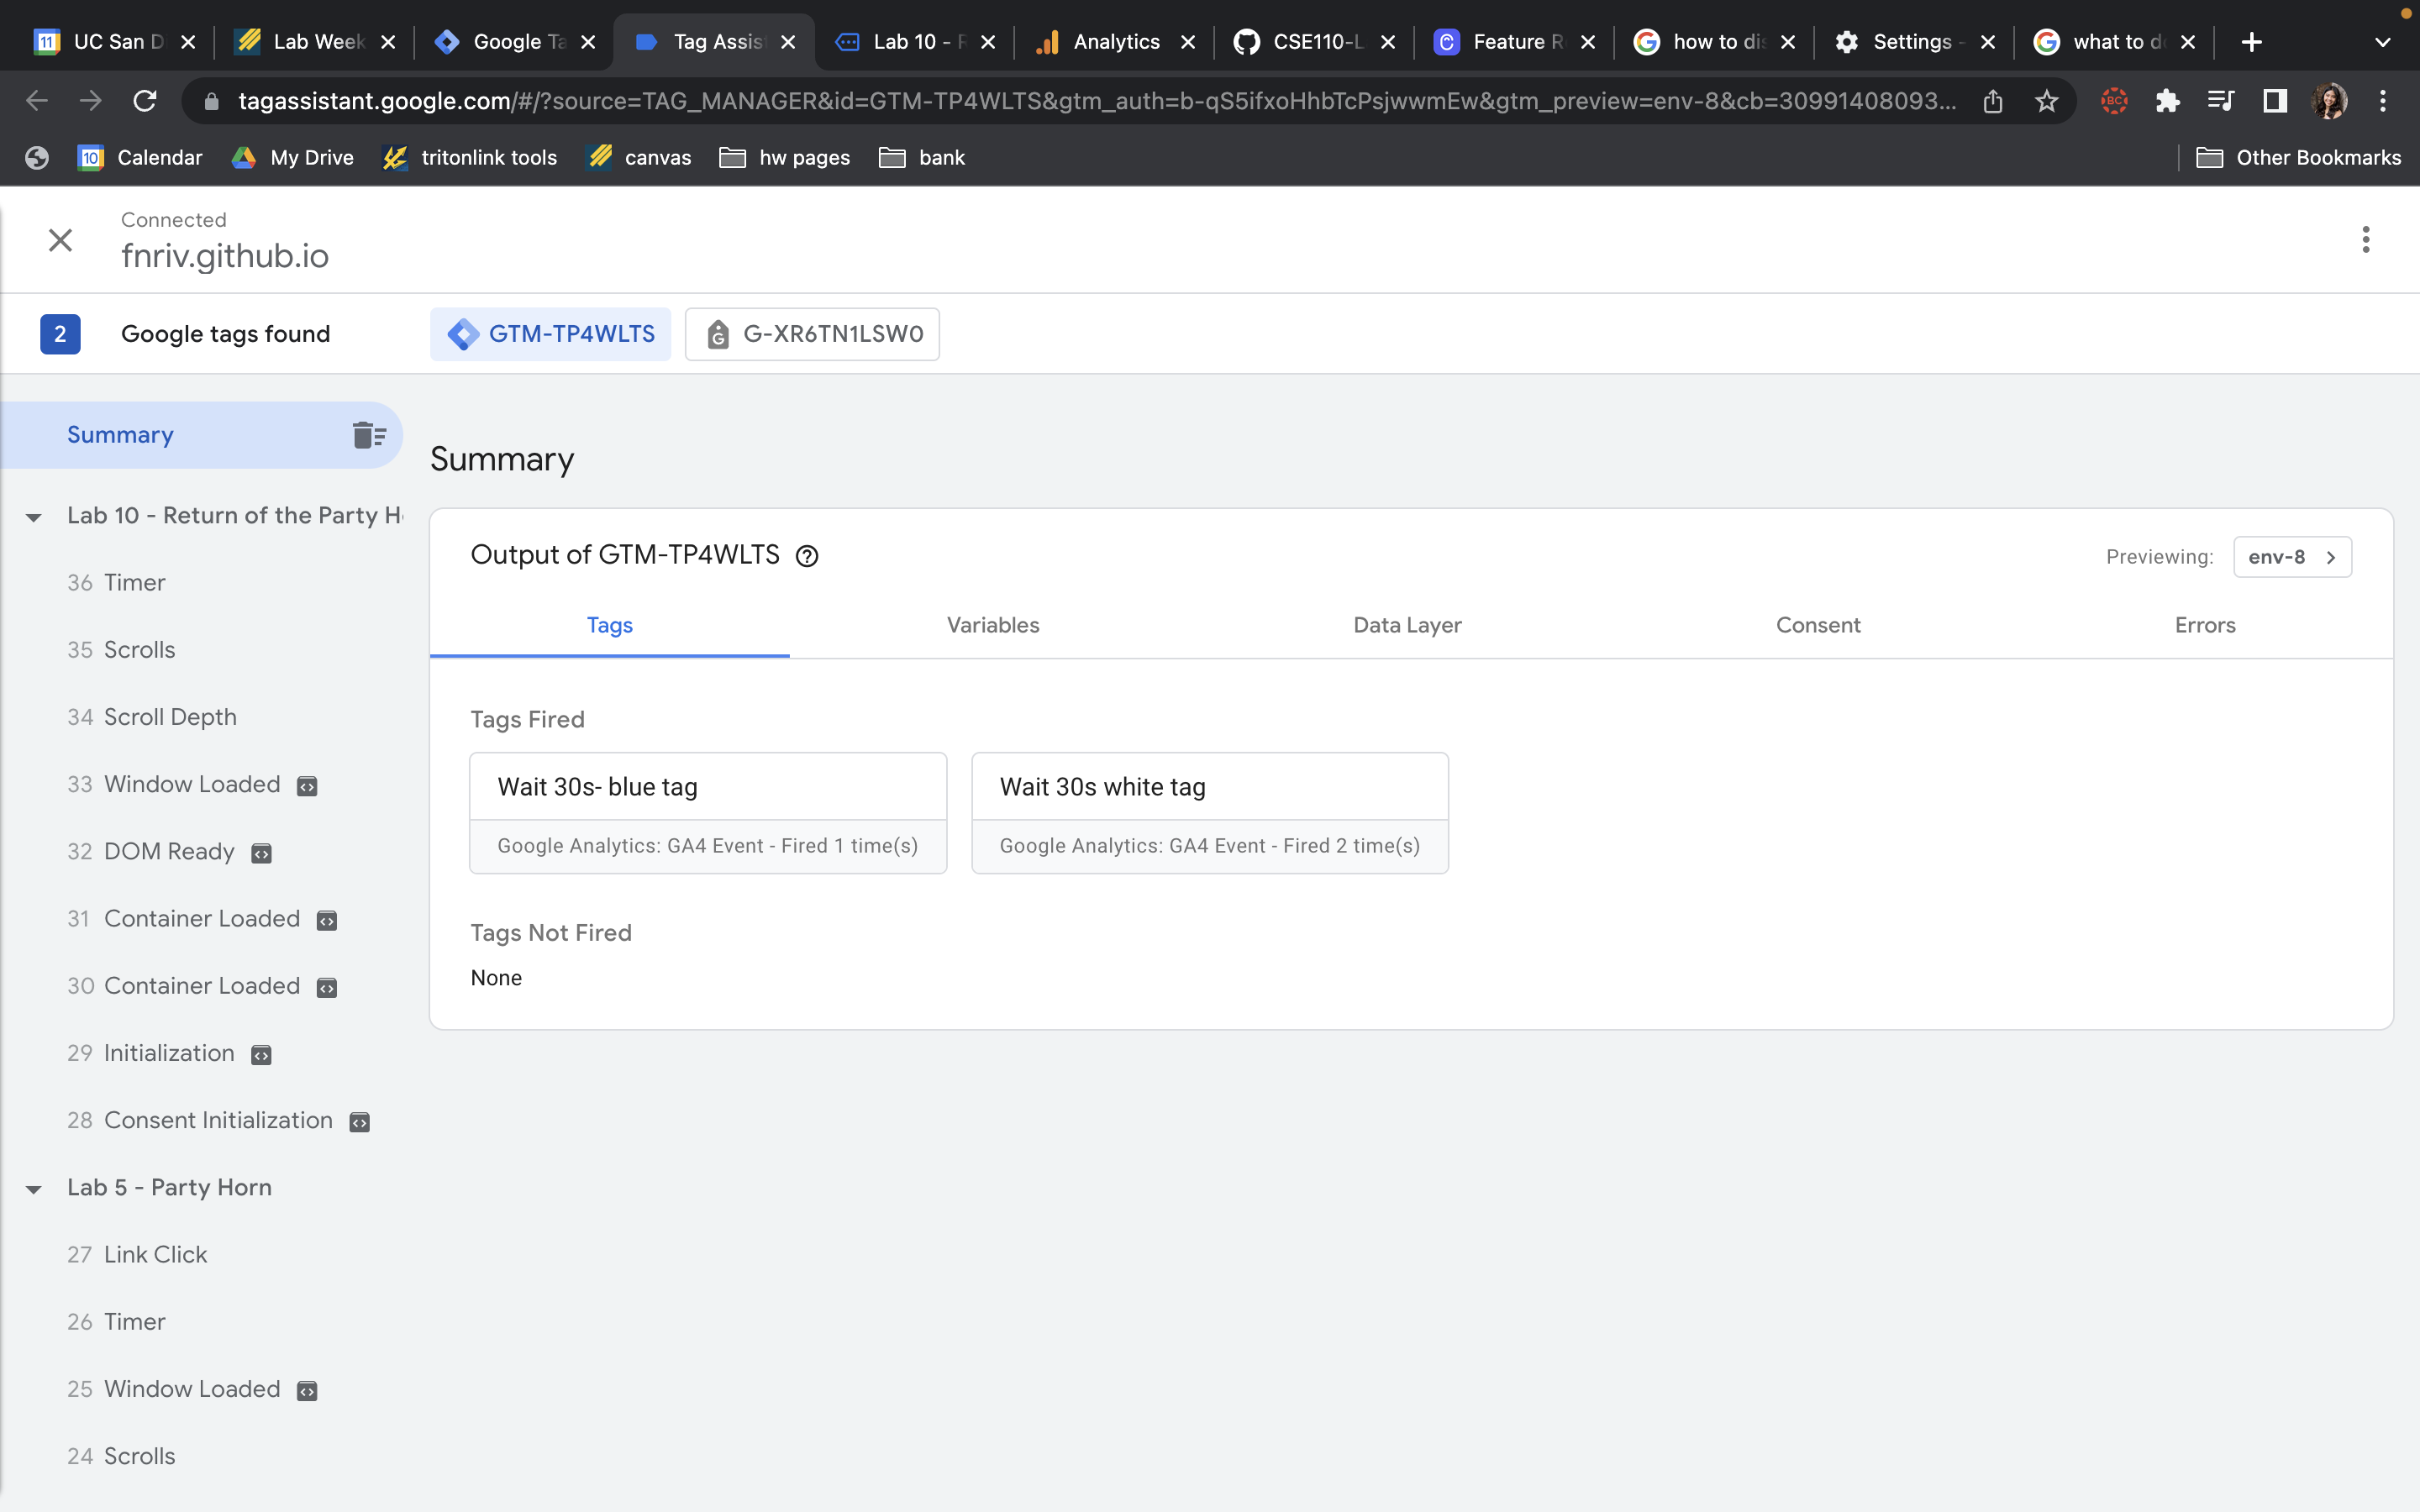 11 UC San D
Lab Week
Google Ta
Tag Assis
Lab 10 - R
Analytics
CSE110-L
Feature R
how to dis
Settings -
what to do
tagassistant.google.com/#/?source=TAG_MANAGER&id=GTM-TP4WLTS&gtm_auth=b-qS5ifxoHhbTcPsjwwmEw&gtm_preview=env-8&cb=30991408093...
BC
10 Calendar
My Drive
tritonlink tools
canvas
hw pages
bank
Other Bookmarks
Connected
fnriv.github.io
2 Google tags found
GTM-TP4WLTS
G G-XR6TN1LSW0
Summary
Lab 10 - Return of the Party H
36 Timer
35 Scrolls
34 Scroll Depth
33 Window Loaded
32 DOM Ready
31 Container Loaded
30 Container Loaded
29 Initialization
28 Consent Initialization
Lab 5 - Party Horn
27 Link Click
26 Timer
25 Window Loaded
24 Scrolls
Summary
Output of GTM-TP4WLTS
Previewing: env-8
Tags
Variables
Data Layer
Consent
Errors
Tags Fired
Wait 30s- blue tag
Google Analytics: GA4 Event - Fired 1 time(s)
Wait 30s white tag
Google Analytics: GA4 Event - Fired 2 time(s)
Tags Not Fired
None